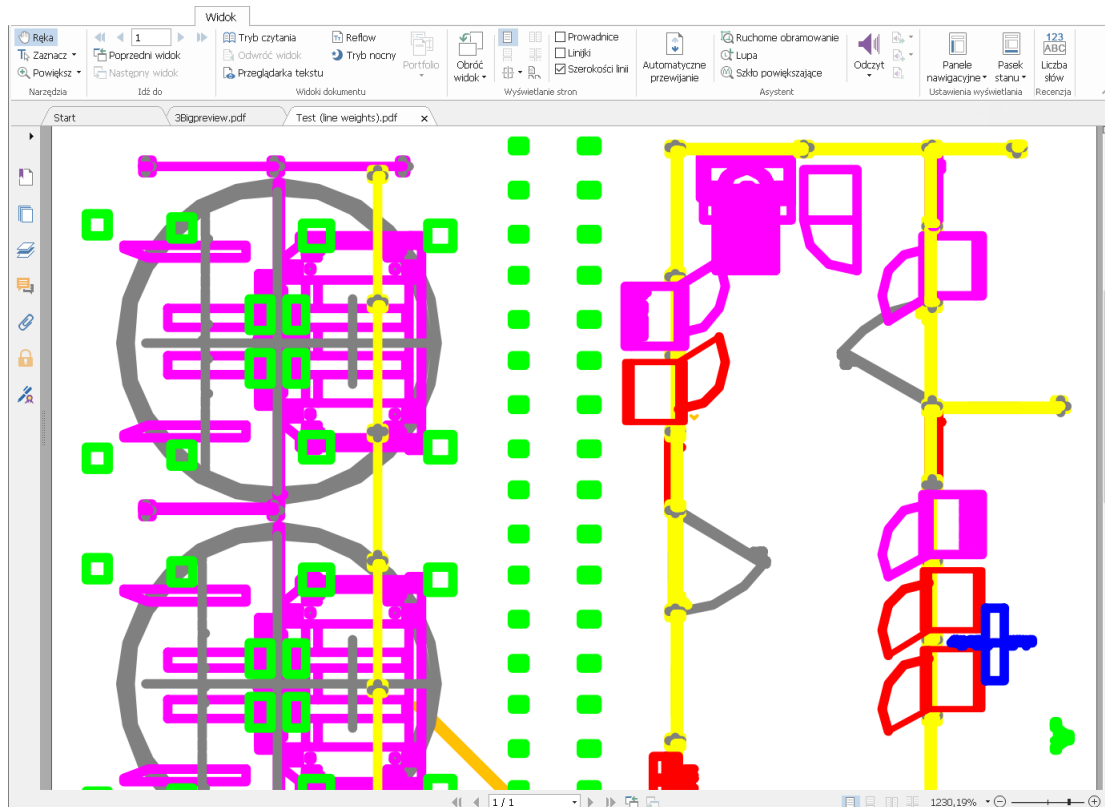 Widok
Ręka
Zaznacz
Powiększ
Narzędzia
1
Poprzedni widok
Następny widok
Idź do
Tryb czytania
Odwróć widok
Przeglądarka tekstu
Reflow
Tryb nocny
Portfolio
Widoki dokumentu
Obróć widok
Prowadnice
Linijki
Szerokości linii
Wyświetlanie stron
Automatyczne przewijanie
Ruchome obramowanie
Lupa
Szkło powiększające
Asystent
Odczyt
Panele nawigacyjne
Pasek stanu
Ustawienia wyświetlania
123
ABC
Liczba słów
Recenzja
Start
3Bigpreview.pdf
Test (line weights).pdf
1 / 1
1230,19%